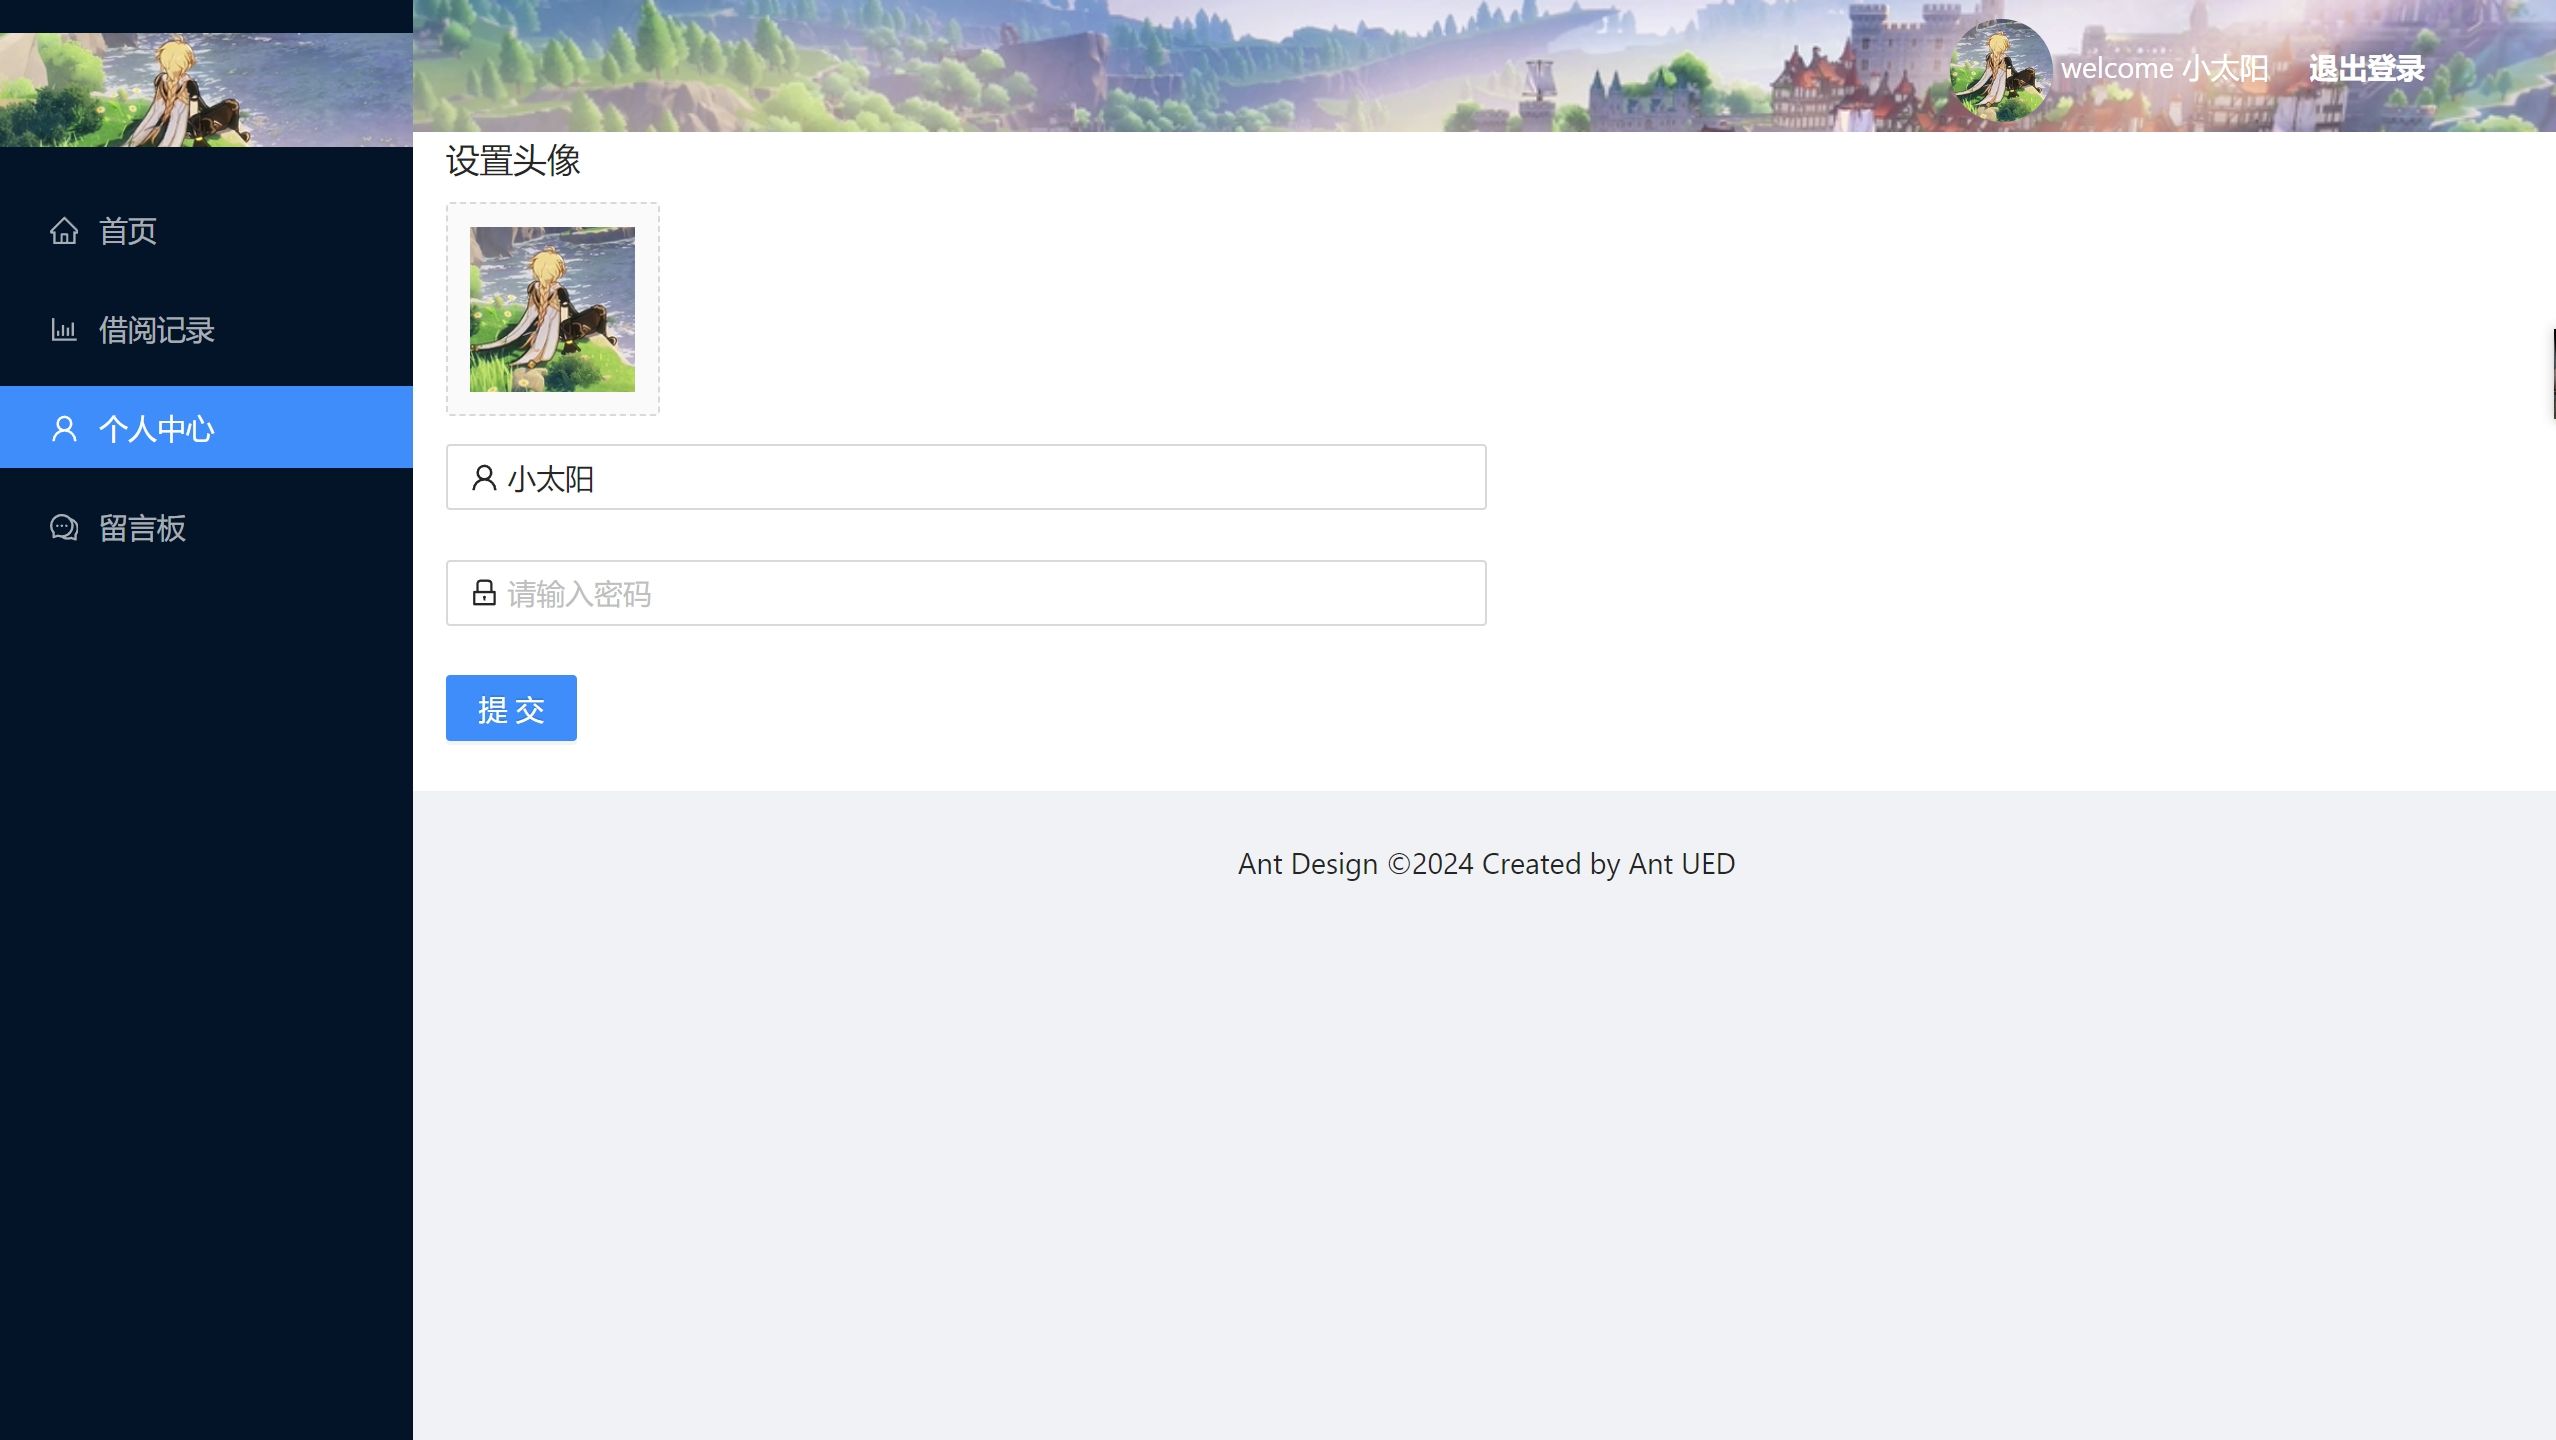 welcome 小太阳
退出登录
首页
借阅记录
个人中心
留言板
设置头像
小太阳
请输入密码
提 交
Ant Design ©2024 Created by Ant UED